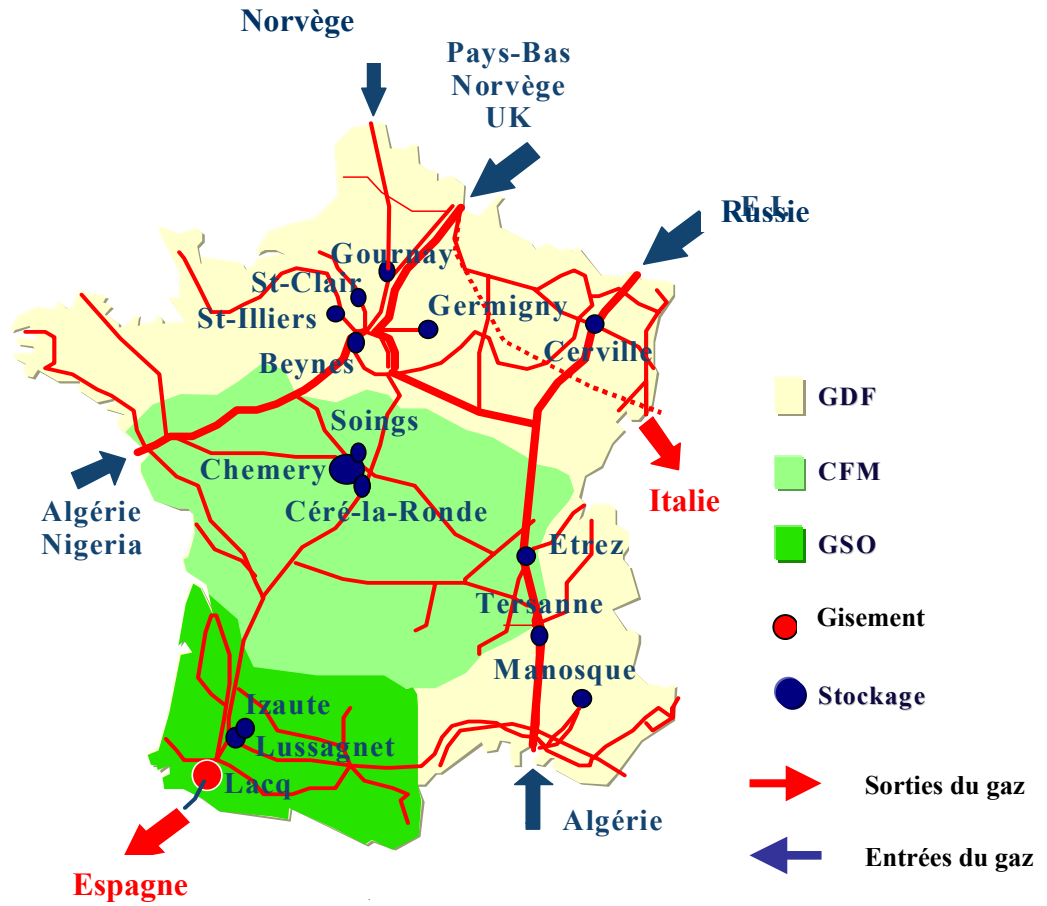 Norvège
Pays-Bas
Norvège
UK
Russie
Gournay
St-Clair
St-Illiers
Germigny
Cerville
Beynes
Soings
Chemery
Céré-la-Ronde
Algérie
Nigeria
Italie
Etrez
Tersanne
Manosque
Izaute
Lussagnet
Lacq
Algérie
Espagne
GDF
CFM
GSO
Gisement
Stockage
Sorties du gaz
Entrées du gaz